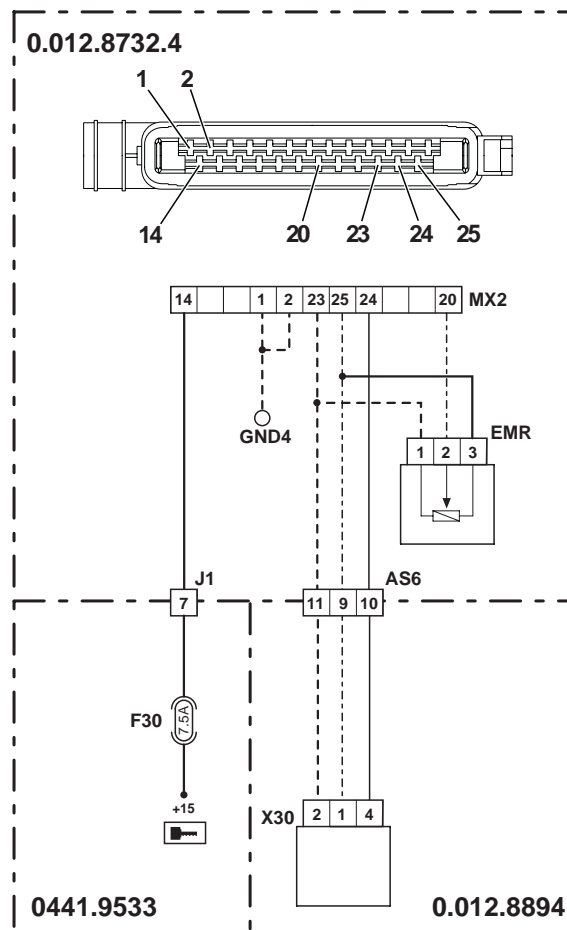 0.012.8732.4
1 2
14 20 23 24 25
14 1 2 23 25 24 20 MX2
GND4
EMR
1 2 3
J1 AS6
7 11 9 10
F30 7.5A
+15
X30 2 1 4
0441.9533 0.012.8894